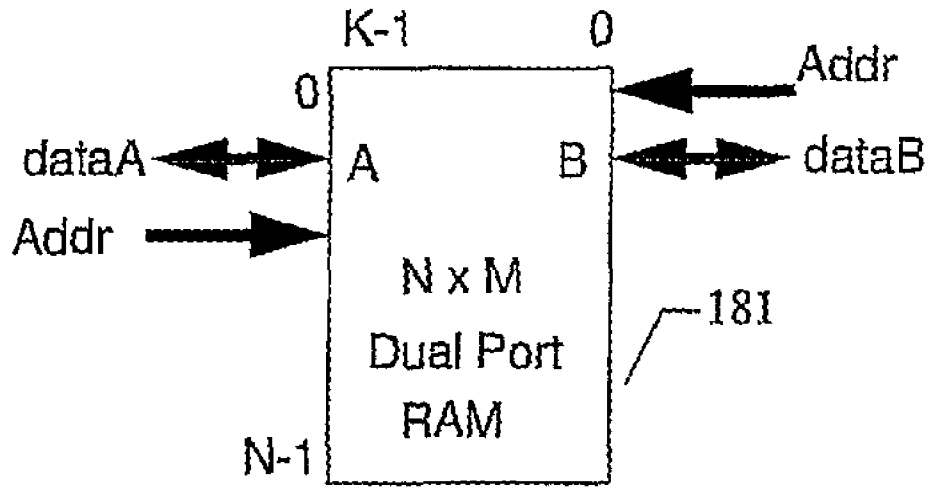 K-1 0
0 Addr
dataA A B dataB
Addr
N x M
181
Dual Port
RAM
N-1